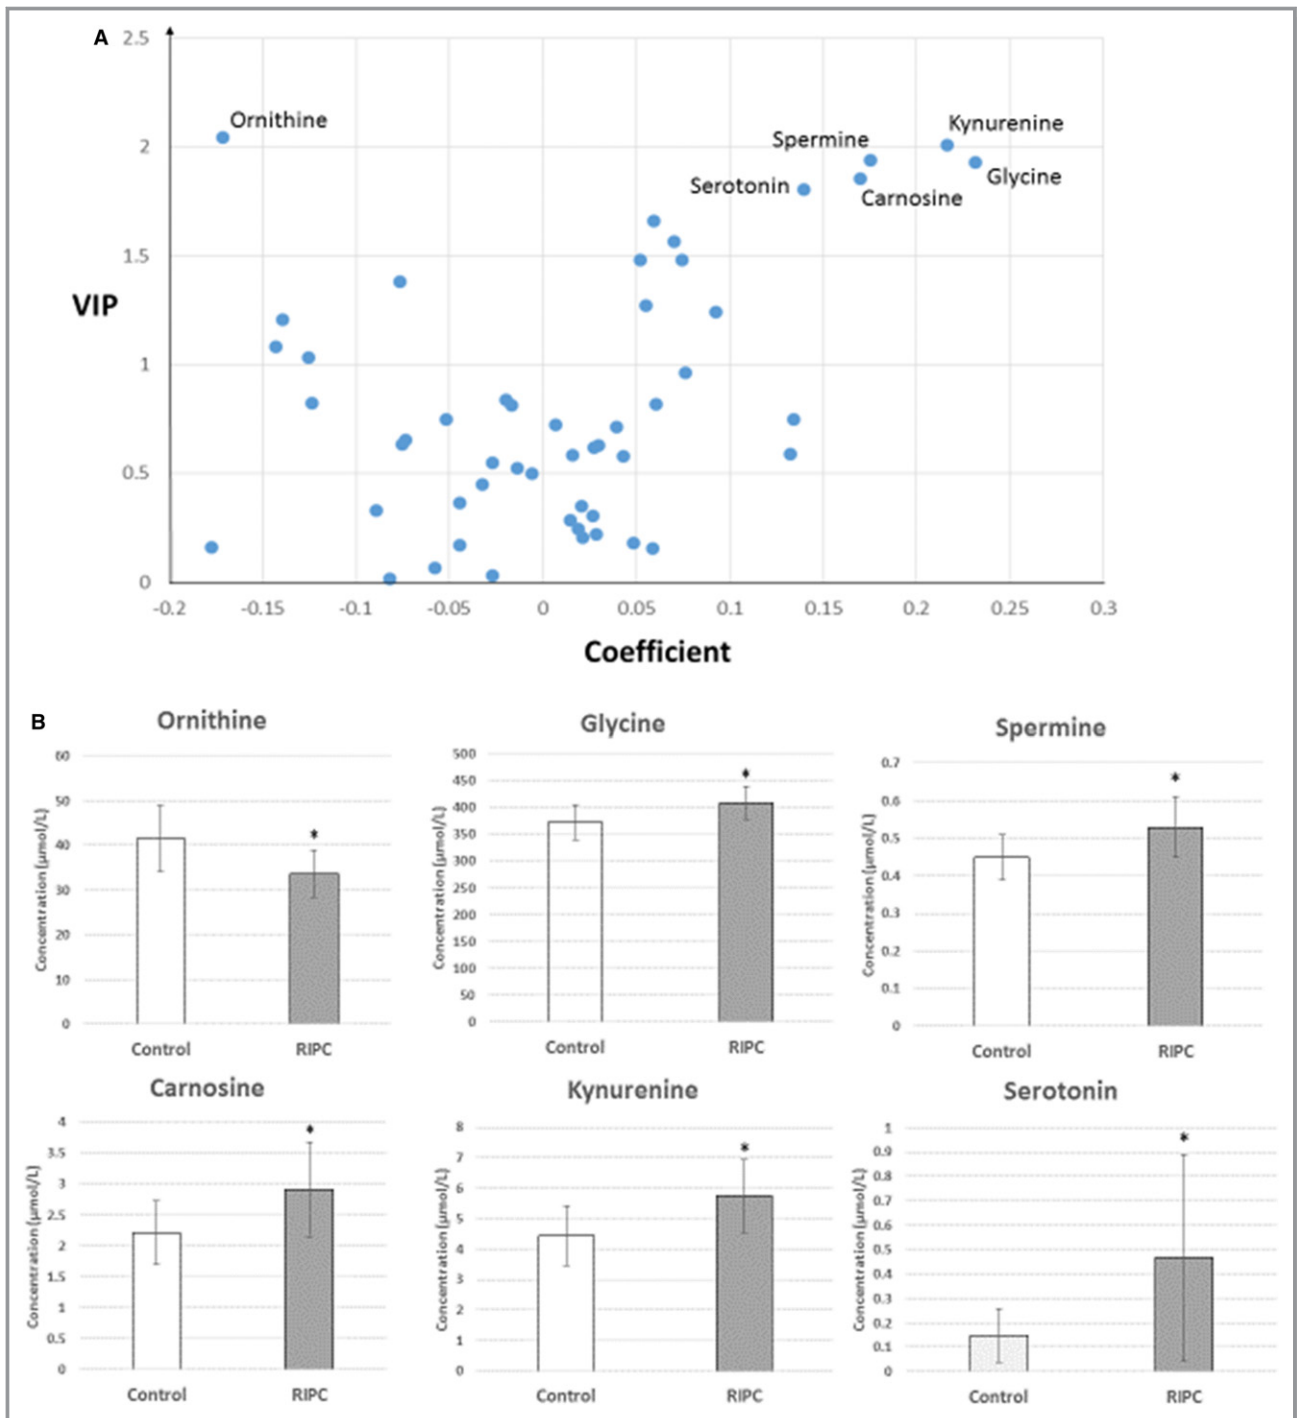 A
2.5
Ornithine
Kynurenine
Spermine
2
Glycine
Serotonin
Carnosine
1.5
VIP
1
0.5
0
-0.2 -0.15 -0.1 -0.05 0 0.05 0.1 0.15 0.2 0.25 0.3
Coefficient
B
Ornithine
60
50
40
30
20
10
0
Concentration (µmol/L)
*
Control RIPC
Glycine
500
450
400
350
300
250
200
150
100
50
0
Concentration (µmol/L)
*
Control RIPC
Spermine
0.7
0.6
0.5
0.4
0.3
0.2
0.1
0
Concentration (µmol/L)
*
Control RIPC
Carnosine
4
3.5
3
2.5
2
1.5
1
0.5
0
Concentration (µmol/L)
*
Control RIPC
Kynurenine
8
7
6
5
4
3
2
1
0
Concentration (µmol/L)
*
Control RIPC
Serotonin
1
0.9
0.8
0.7
0.6
0.5
0.4
0.3
0.2
0.1
0
Concentration (µmol/L)
*
Control RIPC